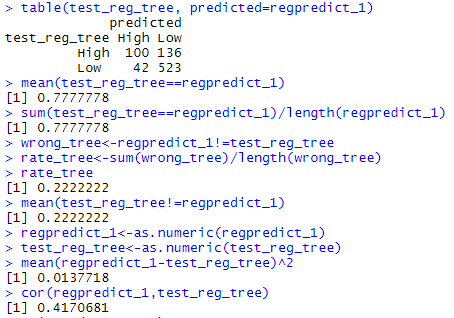 > table(test_reg_tree, predicted=regpredict_1)
predicted
test_reg_tree High Low
High 100 136
Low 42 523
> mean(test_reg_tree==regpredict_1)
[1] 0.7777778
> sum(test_reg_tree==regpredict_1)/length(regpredict_1)
[1] 0.7777778
> wrong_tree<-regpredict_1!=test_reg_tree
> rate_tree<-sum(wrong_tree)/length(wrong_tree)
> rate_tree
[1] 0.2222222
> mean(test_reg_tree!=regpredict_1)
[1] 0.2222222
> regpredict_1<-as.numeric(regpredict_1)
> test_reg_tree<-as.numeric(test_reg_tree)
> mean(regpredict_1-test_reg_tree)^2
[1] 0.0137718
> cor(regpredict_1,test_reg_tree)
[1] 0.4170681